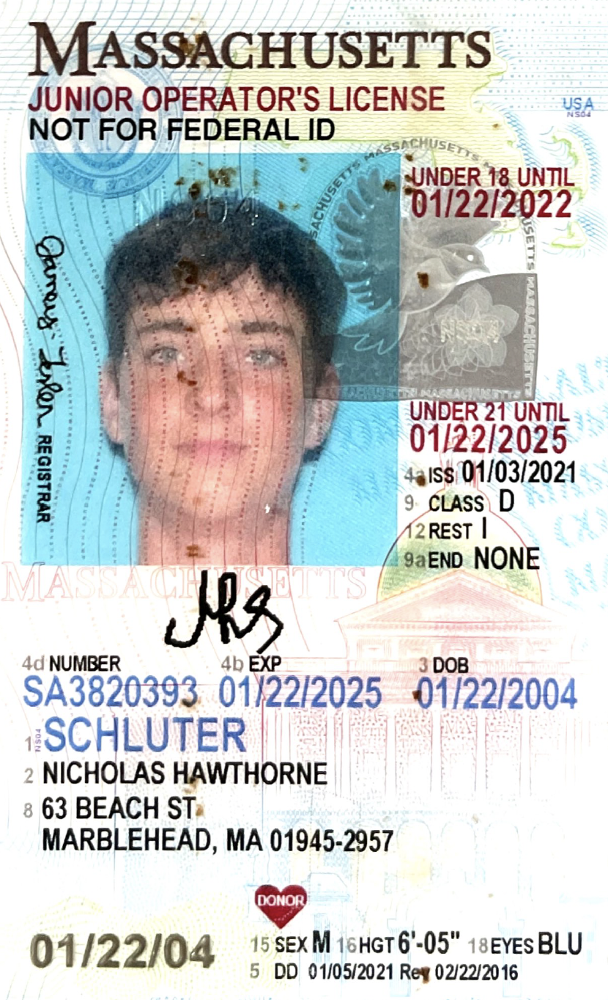 MASSACHUSETTS
JUNIOR OPERATOR'S LICENSE
USA
NS04
NOT FOR FEDERAL ID
UNDER 18 UNTIL
01/22/2022
NS04
REGISTRAR
UNDER 21 UNTIL
01/22/2025
4a ISS 01/03/2021
9 CLASS D
12 REST I
9a END NONE
MASSACHUSETTS
4d NUMBER 4b EXP 3 DOB
SA3820393 01/22/2025 01/22/2004
1 SCHLUTER
2 NICHOLAS HAWTHORNE
8 63 BEACH ST
MARBLEHEAD, MA 01945-2957
DONOR
01/22/04
15 SEX M 16 HGT 6'-05" 18 EYES BLU
5 DD 01/05/2021 Rev 02/22/2016